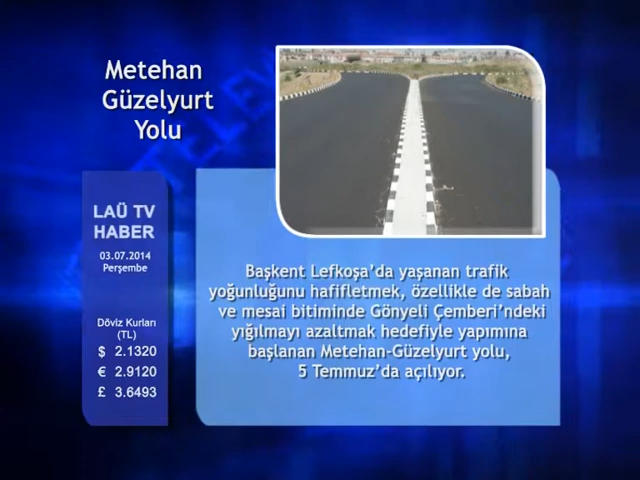 Metehan
Güzelyurt
Yolu
LAÜ TV
HABER
03.07.2014
Perşembe
Döviz Kurları
(TL)
$ 2.1320
€ 2.9120
£ 3.6493
Başkent Lefkoşa’da yaşanan trafik
yoğunluğunu hafifletmek, özellikle de sabah
ve mesai bitiminde Gönyeli Çemberi’ndeki
yığılmayı azaltmak hedefiyle yapımına
başlanan Metehan-Güzelyurt yolu,
5 Temmuz’da açılıyor.